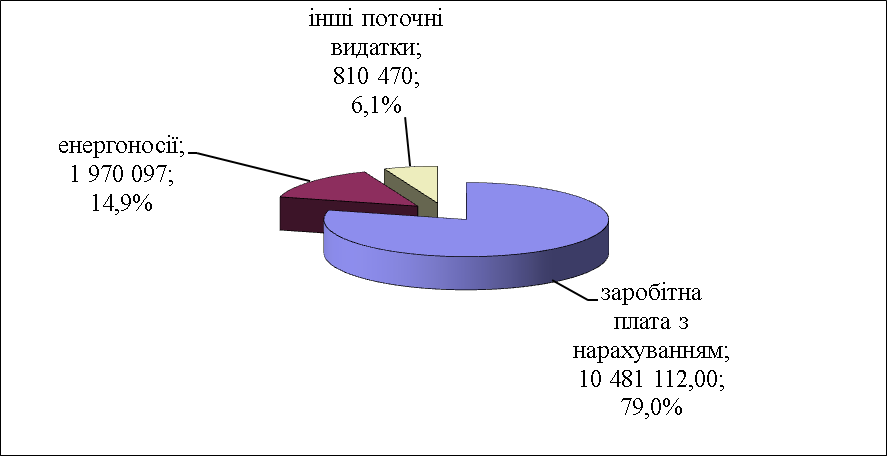 інші поточні
видатки;
810 470;
6,1%
енергоносії;
1 970 097;
14,9%
заробітна
плата з
нарахуванням;
10 481 112,00;
79,0%